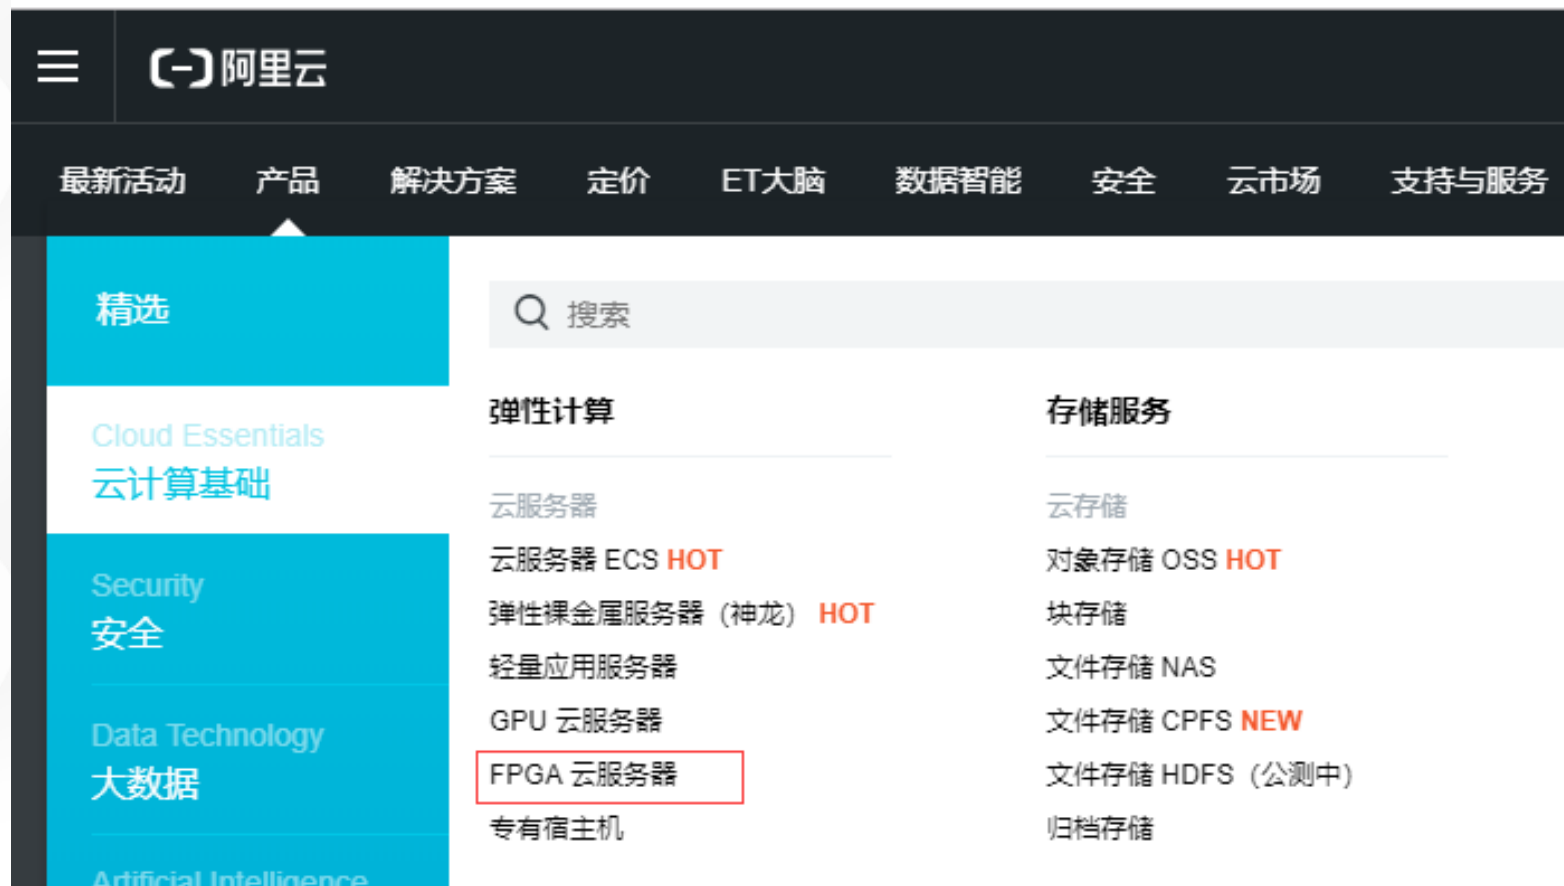 阿里云
最新活动 产品 解决方案 定价 ET大脑 数据智能 安全 云市场 支持与服务
精选
搜索
Cloud Essentials
云计算基础
Security
安全
Data Technology
大数据
Artificial Intelligence
弹性计算
云服务器
云服务器 ECS HOT
弹性裸金属服务器（神龙） HOT
轻量应用服务器
GPU 云服务器
FPGA 云服务器
专有宿主机
存储服务
云存储
对象存储 OSS HOT
块存储
文件存储 NAS
文件存储 CPFS NEW
文件存储 HDFS（公测中）
归档存储